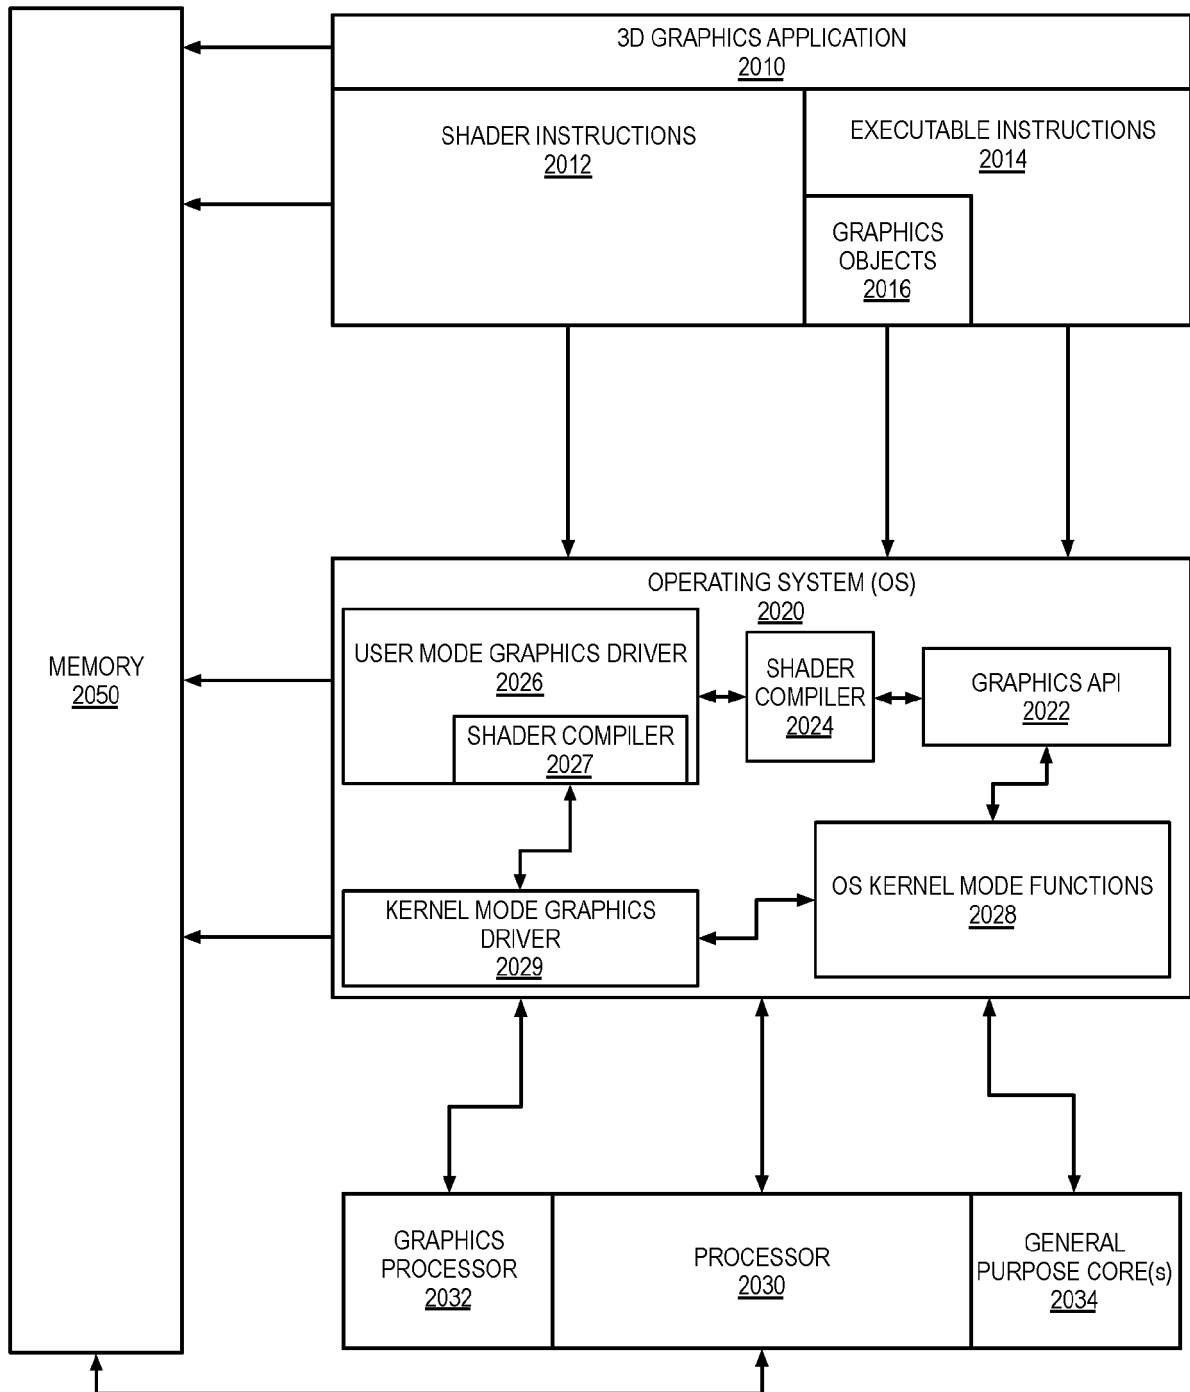 3D GRAPHICS APPLICATION
2010
SHADER INSTRUCTIONS
2012
EXECUTABLE INSTRUCTIONS
2014
GRAPHICS
OBJECTS
2016
MEMORY
2050
OPERATING SYSTEM (OS)
2020
USER MODE GRAPHICS DRIVER
2026
SHADER COMPILER
2027
SHADER
COMPILER
2024
GRAPHICS API
2022
KERNEL MODE GRAPHICS
DRIVER
2029
OS KERNEL MODE FUNCTIONS
2028
GRAPHICS
PROCESSOR
2032
PROCESSOR
2030
GENERAL
PURPOSE CORE(s)
2034